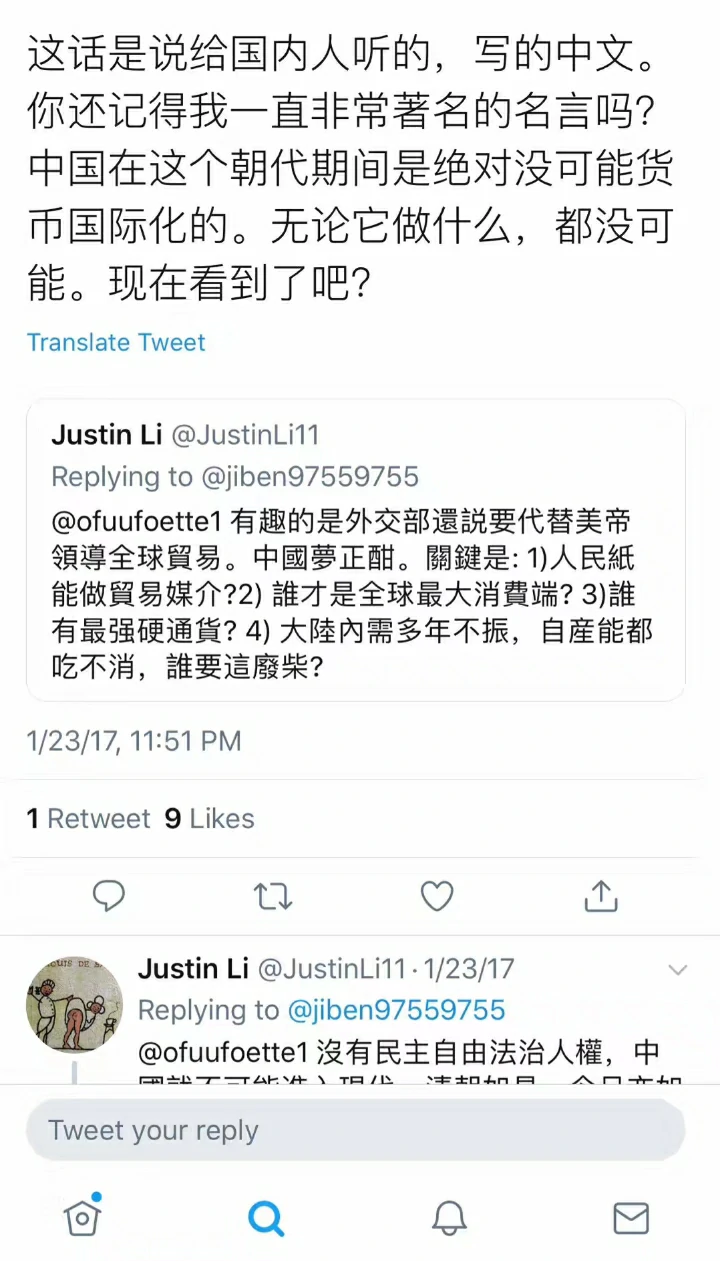 这话是说给国内人听的，写的中文。
你还记得我一直非常著名的名言吗？
中国在这个朝代期间是绝对没可能货
币国际化的。无论它做什么，都没可
能。现在看到了吧？
Translate Tweet
Justin Li @JustinLi11
Replying to @jiben97559755
@ofuufoette1 有趣的是外交部還説要代替美帝
領導全球貿易。中國夢正酣。關鍵是: 1)人民紙
能做貿易媒介?2) 誰才是全球最大消費端? 3)誰
有最强硬通貨? 4) 大陸內需多年不振，自産能都
吃不消，誰要這廢柴?
1/23/17, 11:51 PM
1 Retweet 9 Likes
Justin Li @JustinLi11 · 1/23/17
Replying to @jiben97559755
@ofuufoette1 沒有民主自由法治人權，中
Tweet your reply